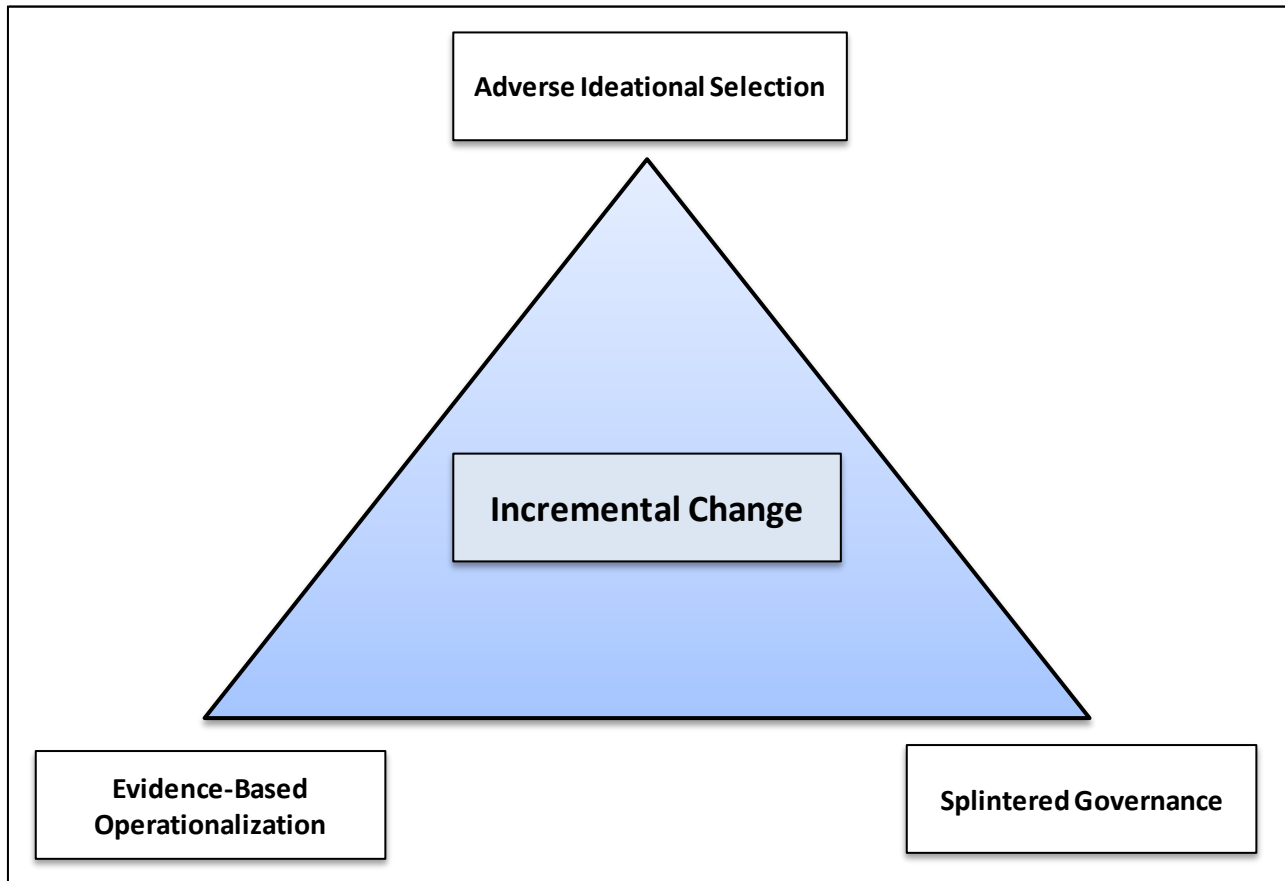 Adverse Ideational Selection
Incremental Change
Evidence-Based
Operationalization
Splintered Governance